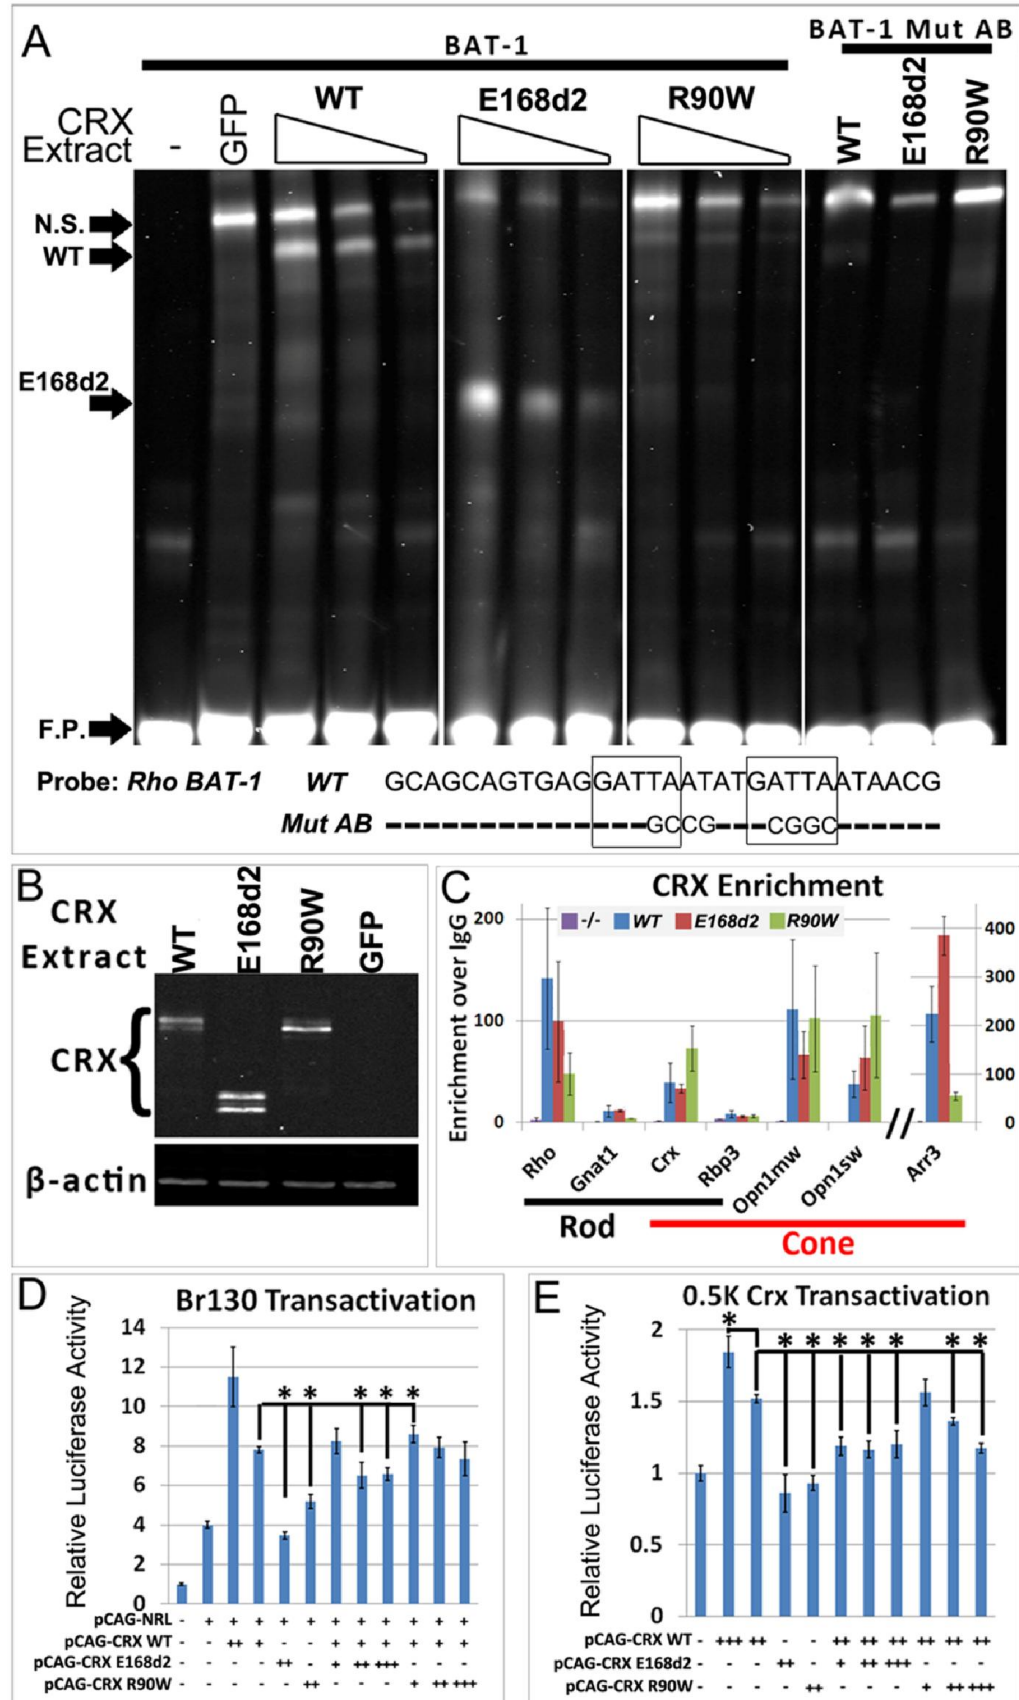 A
BAT-1
BAT-1 Mut AB
CRX
Extract
-
GFP
WT
E168d2
R90W
WT
E168d2
R90W
N.S.
WT
E168d2
F.P.
Probe: Rho BAT-1 WT GCAGCAGTGAGGATTAATATGATTAATAACG
Mut AB GCCG CGGC
B
CRX
Extract
WT
E168d2
R90W
GFP
CRX
β-actin
C
CRX Enrichment
-/- WT E168d2 R90W
Enrichment over IgG
200
100
0
400
300
200
100
0
Rho
Gnat1
Crx
Rbp3
Opn1mw
Opn1sw
//
Arr3
Rod
Cone
D
Br130 Transactivation
Relative Luciferase Activity
14
12
10
8
6
4
2
0
* * * * *
pCAG-NRL - + + + + + + + + + + +
pCAG-CRX WT - - ++ + - - + + + + + +
pCAG-CRX E168d2 - - - - ++ - + ++ +++ - - -
pCAG-CRX R90W - - - - - ++ - - - + ++ +++
E
0.5K Crx Transactivation
Relative Luciferase Activity
2
1.5
1
0.5
0
*
* * * * * * *
pCAG-CRX WT - +++ ++ - - ++ ++ ++ ++ ++ ++
pCAG-CRX E168d2 - - - ++ - + ++ +++ - - -
pCAG-CRX R90W - - - - ++ - - - + ++ +++